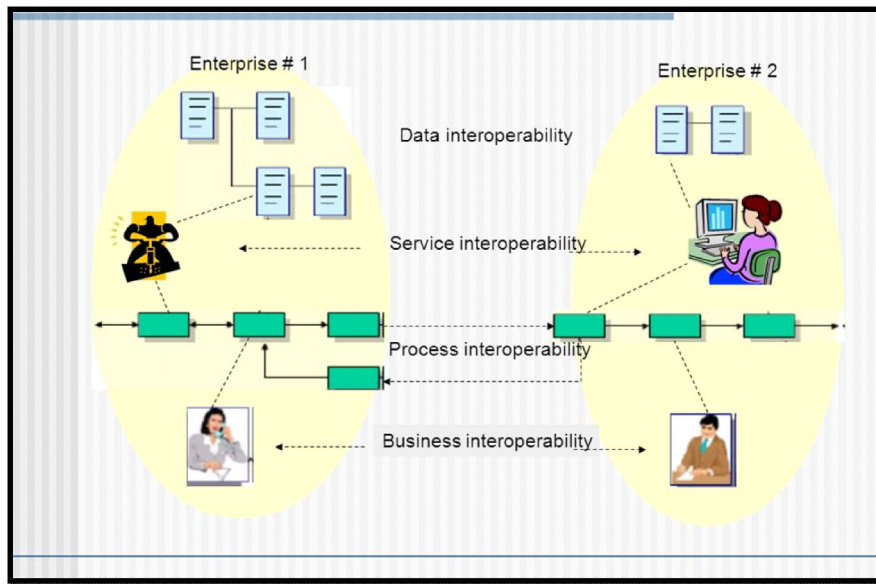 Enterprise # 1
Enterprise # 2
Data interoperability
Service interoperability
Process interoperability
Business interoperability